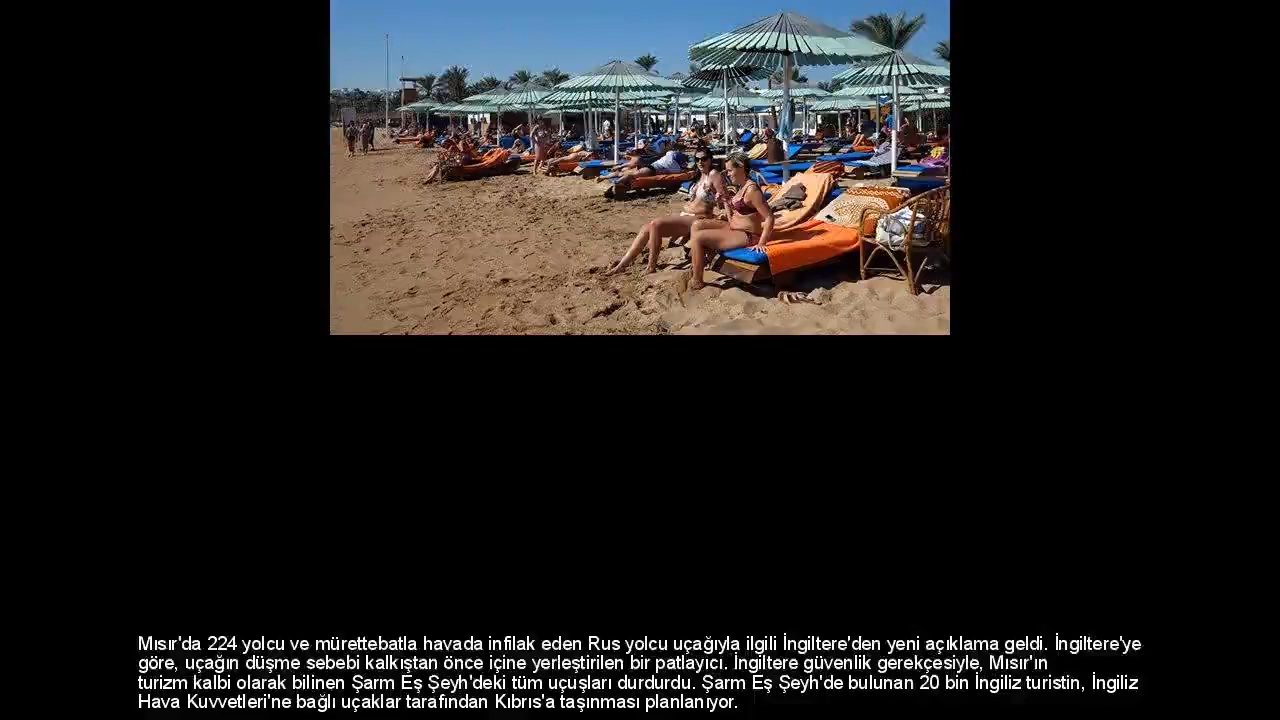 Mısır'da 224 yolcu ve mürettebatla havada infilak eden Rus yolcu uçağıyla ilgili İngiltere'den yeni açıklama geldi. İngiltere'ye
göre, uçağın düşme sebebi kalkıştan önce içine yerleştirilen bir patlayıcı. İngiltere güvenlik gerekçesiyle, Mısır'ın
turizm kalbi olarak bilinen Şarm Eş Şeyh'deki tüm uçuşları durdurdu. Şarm Eş Şeyh'de bulunan 20 bin İngiliz turistin, İngiliz
Hava Kuvvetleri'ne bağlı uçaklar tarafından Kıbrıs'a taşınması planlanıyor.